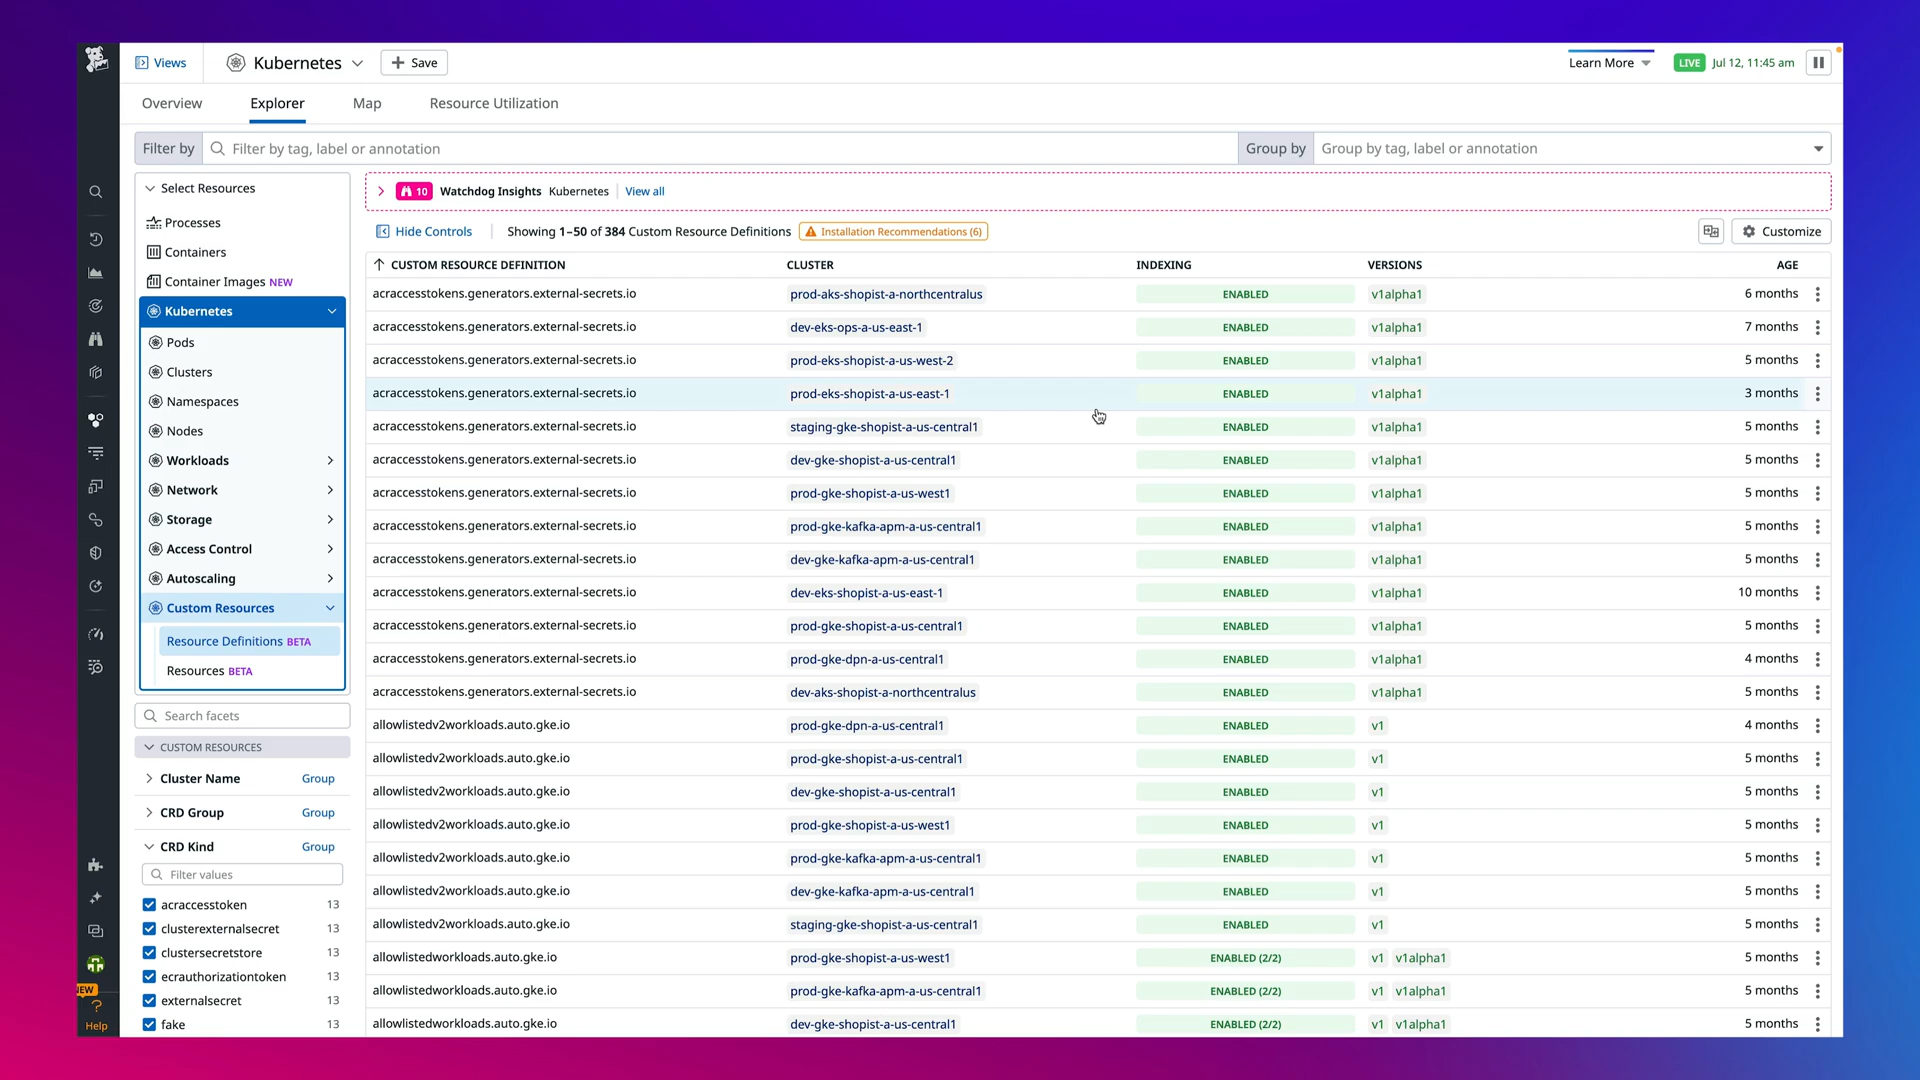 Views
Kubernetes
+ Save
Learn More
LIVE Jul 12, 11:45 am
Overview Explorer Map Resource Utilization
Filter by Filter by tag, label or annotation Group by Group by tag, label or annotation
Select Resources
Processes
Containers
Container Images NEW
Kubernetes
Pods
Clusters
Namespaces
Nodes
Workloads
Network
Storage
Access Control
Autoscaling
Custom Resources
Resource Definitions BETA
Resources BETA
Search facets
CUSTOM RESOURCES
Cluster Name Group
CRD Group Group
CRD Kind Group
Filter values
acraccesstoken 13
clusterexternalsecret 13
clustersecretstore 13
ecrauthorizationtoken 13
externalsecret 13
fake 13
NEW
Help
10 Watchdog Insights Kubernetes View all
Hide Controls Showing 1–50 of 384 Custom Resource Definitions Installation Recommendations (6) Customize
CUSTOM RESOURCE DEFINITION CLUSTER INDEXING VERSIONS AGE
acraccesstokens.generators.external-secrets.io prod-aks-shopist-a-northcentralus ENABLED v1alpha1 6 months
acraccesstokens.generators.external-secrets.io dev-eks-ops-a-us-east-1 ENABLED v1alpha1 7 months
acraccesstokens.generators.external-secrets.io prod-eks-shopist-a-us-west-2 ENABLED v1alpha1 5 months
acraccesstokens.generators.external-secrets.io prod-eks-shopist-a-us-east-1 ENABLED v1alpha1 3 months
acraccesstokens.generators.external-secrets.io staging-gke-shopist-a-us-central1 ENABLED v1alpha1 5 months
acraccesstokens.generators.external-secrets.io dev-gke-shopist-a-us-central1 ENABLED v1alpha1 5 months
acraccesstokens.generators.external-secrets.io prod-gke-shopist-a-us-west1 ENABLED v1alpha1 5 months
acraccesstokens.generators.external-secrets.io prod-gke-kafka-apm-a-us-central1 ENABLED v1alpha1 5 months
acraccesstokens.generators.external-secrets.io dev-gke-kafka-apm-a-us-central1 ENABLED v1alpha1 5 months
acraccesstokens.generators.external-secrets.io dev-eks-shopist-a-us-east-1 ENABLED v1alpha1 10 months
acraccesstokens.generators.external-secrets.io prod-gke-shopist-a-us-central1 ENABLED v1alpha1 5 months
acraccesstokens.generators.external-secrets.io prod-gke-dpn-a-us-central1 ENABLED v1alpha1 4 months
acraccesstokens.generators.external-secrets.io dev-aks-shopist-a-northcentralus ENABLED v1alpha1 5 months
allowlistedv2workloads.auto.gke.io prod-gke-dpn-a-us-central1 ENABLED v1 4 months
allowlistedv2workloads.auto.gke.io prod-gke-shopist-a-us-central1 ENABLED v1 5 months
allowlistedv2workloads.auto.gke.io dev-gke-shopist-a-us-central1 ENABLED v1 5 months
allowlistedv2workloads.auto.gke.io prod-gke-shopist-a-us-west1 ENABLED v1 5 months
allowlistedv2workloads.auto.gke.io prod-gke-kafka-apm-a-us-central1 ENABLED v1 5 months
allowlistedv2workloads.auto.gke.io dev-gke-kafka-apm-a-us-central1 ENABLED v1 5 months
allowlistedv2workloads.auto.gke.io staging-gke-shopist-a-us-central1 ENABLED v1 5 months
allowlistedworkloads.auto.gke.io prod-gke-shopist-a-us-west1 ENABLED (2/2) v1 v1alpha1 5 months
allowlistedworkloads.auto.gke.io prod-gke-kafka-apm-a-us-central1 ENABLED (2/2) v1 v1alpha1 5 months
allowlistedworkloads.auto.gke.io dev-gke-shopist-a-us-central1 ENABLED (2/2) v1 v1alpha1 5 months